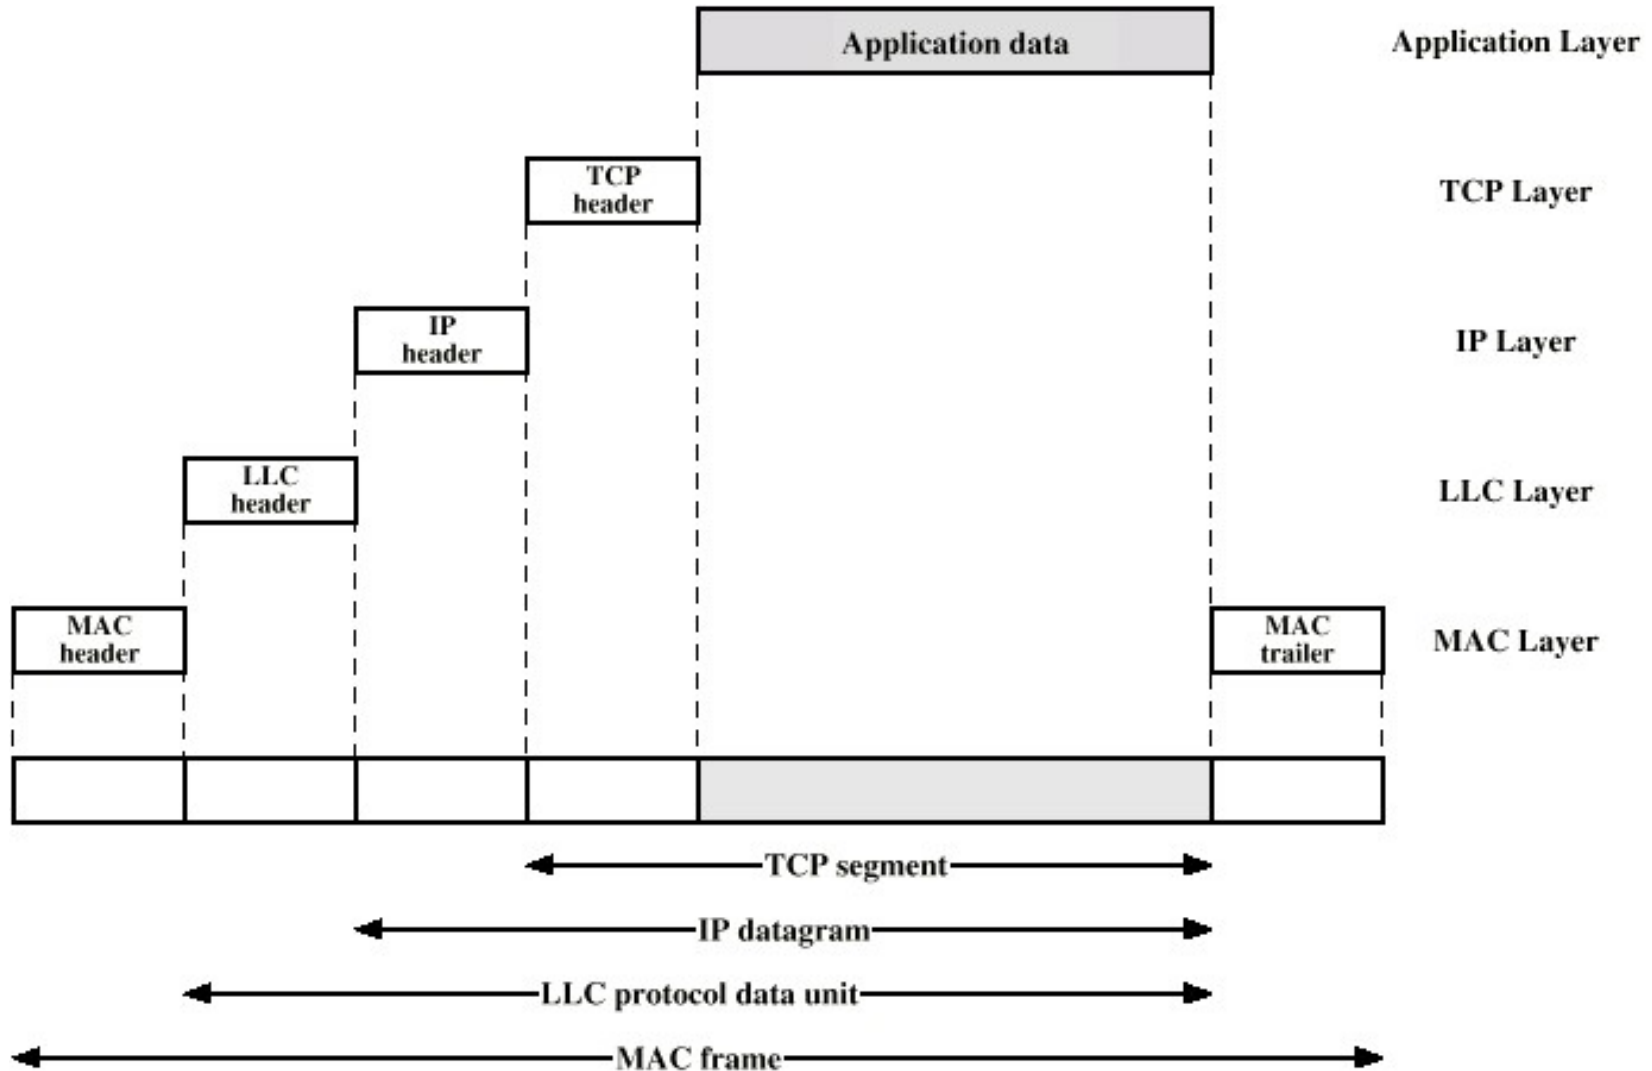 Application data
Application Layer
TCP
header
TCP Layer
IP
header
IP Layer
LLC
header
LLC Layer
MAC
header
MAC
trailer
MAC Layer
TCP segment
IP datagram
LLC protocol data unit
MAC frame